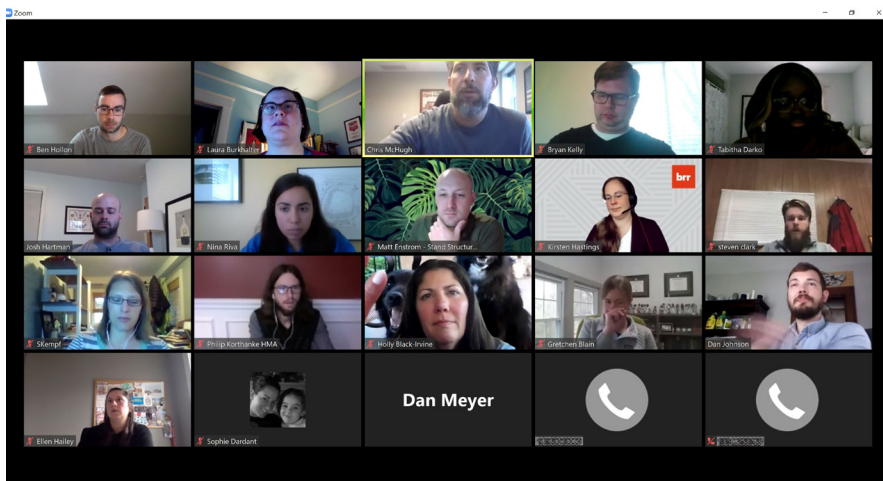 Zoom
Ben Hollon
Laura Burkhalter
Chris McHugh
Bryan Kelly
Tabitha Darko
Josh Hartman
Nina Riva
Matt Enstrom - Stand Structur...
brr
Kirsten Hastings
steven clark
SKempf
Philip Korthanke HMA
Holly Black-Irvine
Gretchen Blain
Dan Johnson
Ellen Hailey
Sophie Dardant
Dan Meyer